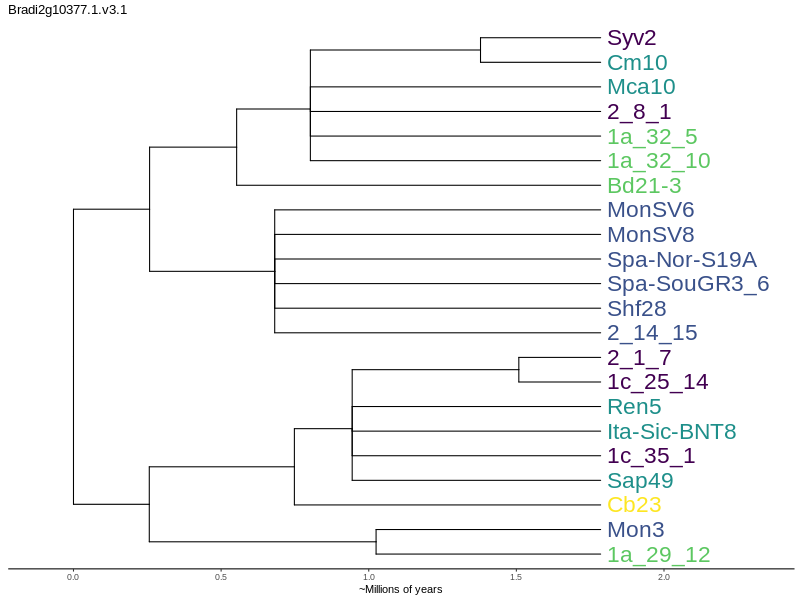 Bradi2g10377.1.v3.1
Syv2
Cm10
Mca10
2_8_1
1a_32_5
1a_32_10
Bd21-3
MonSV6
MonSV8
Spa-Nor-S19A
Spa-SouGR3_6
Shf28
2_14_15
2_1_7
1c_25_14
Ren5
Ita-Sic-BNT8
1c_35_1
Sap49
Cb23
Mon3
1a_29_12
0.0 0.5 1.0 1.5 2.0
~Millions of years